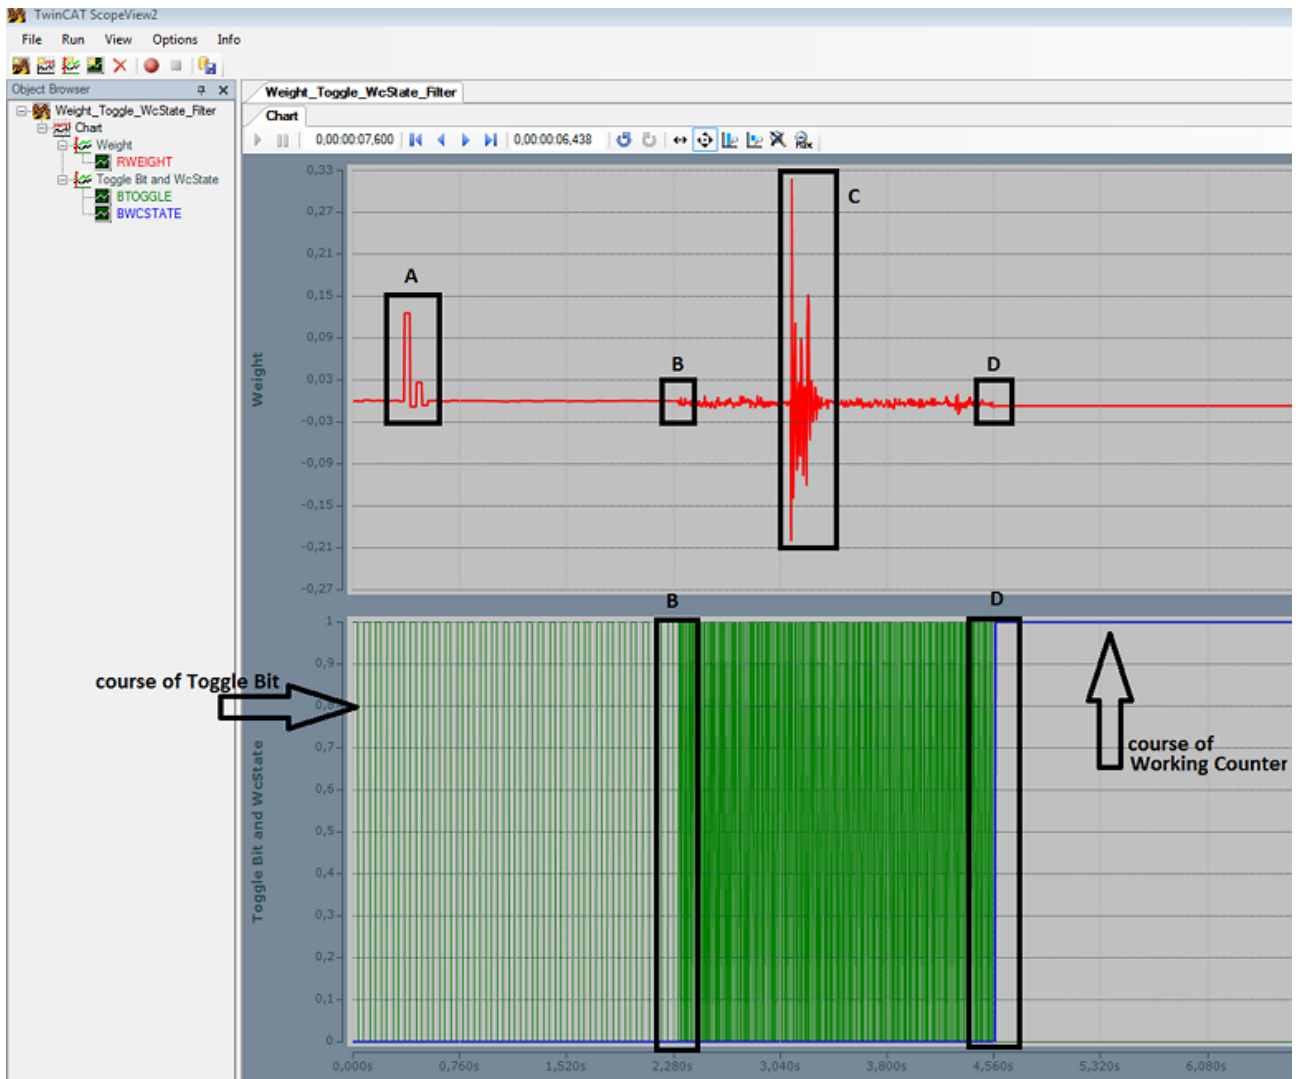 TwinCAT ScopeView2
File Run View Options Info
Object Browser
Weight_Toggle_WcState_Filter
Chart
Weight
RWEIGHT
Toggle Bit and WcState
BTOGGLE
BWCSTATE
Weight_Toggle_WcState_Filter
Chart
0,00:00:07,600 0,00:00:06,438
0,33
0,27
0,21
0,15
0,09
0,03
-0,03
-0,09
-0,15
-0,21
-0,27
Weight
A
B
C
D
B
D
1
0,9
0,8
0,7
0,6
0,5
0,4
0,3
0,2
0,1
0
Toggle Bit and WcState
course of Toggle Bit
course of
Working Counter
0,000s 0,760s 1,520s 2,280s 3,040s 3,800s 4,560s 5,320s 6,080s